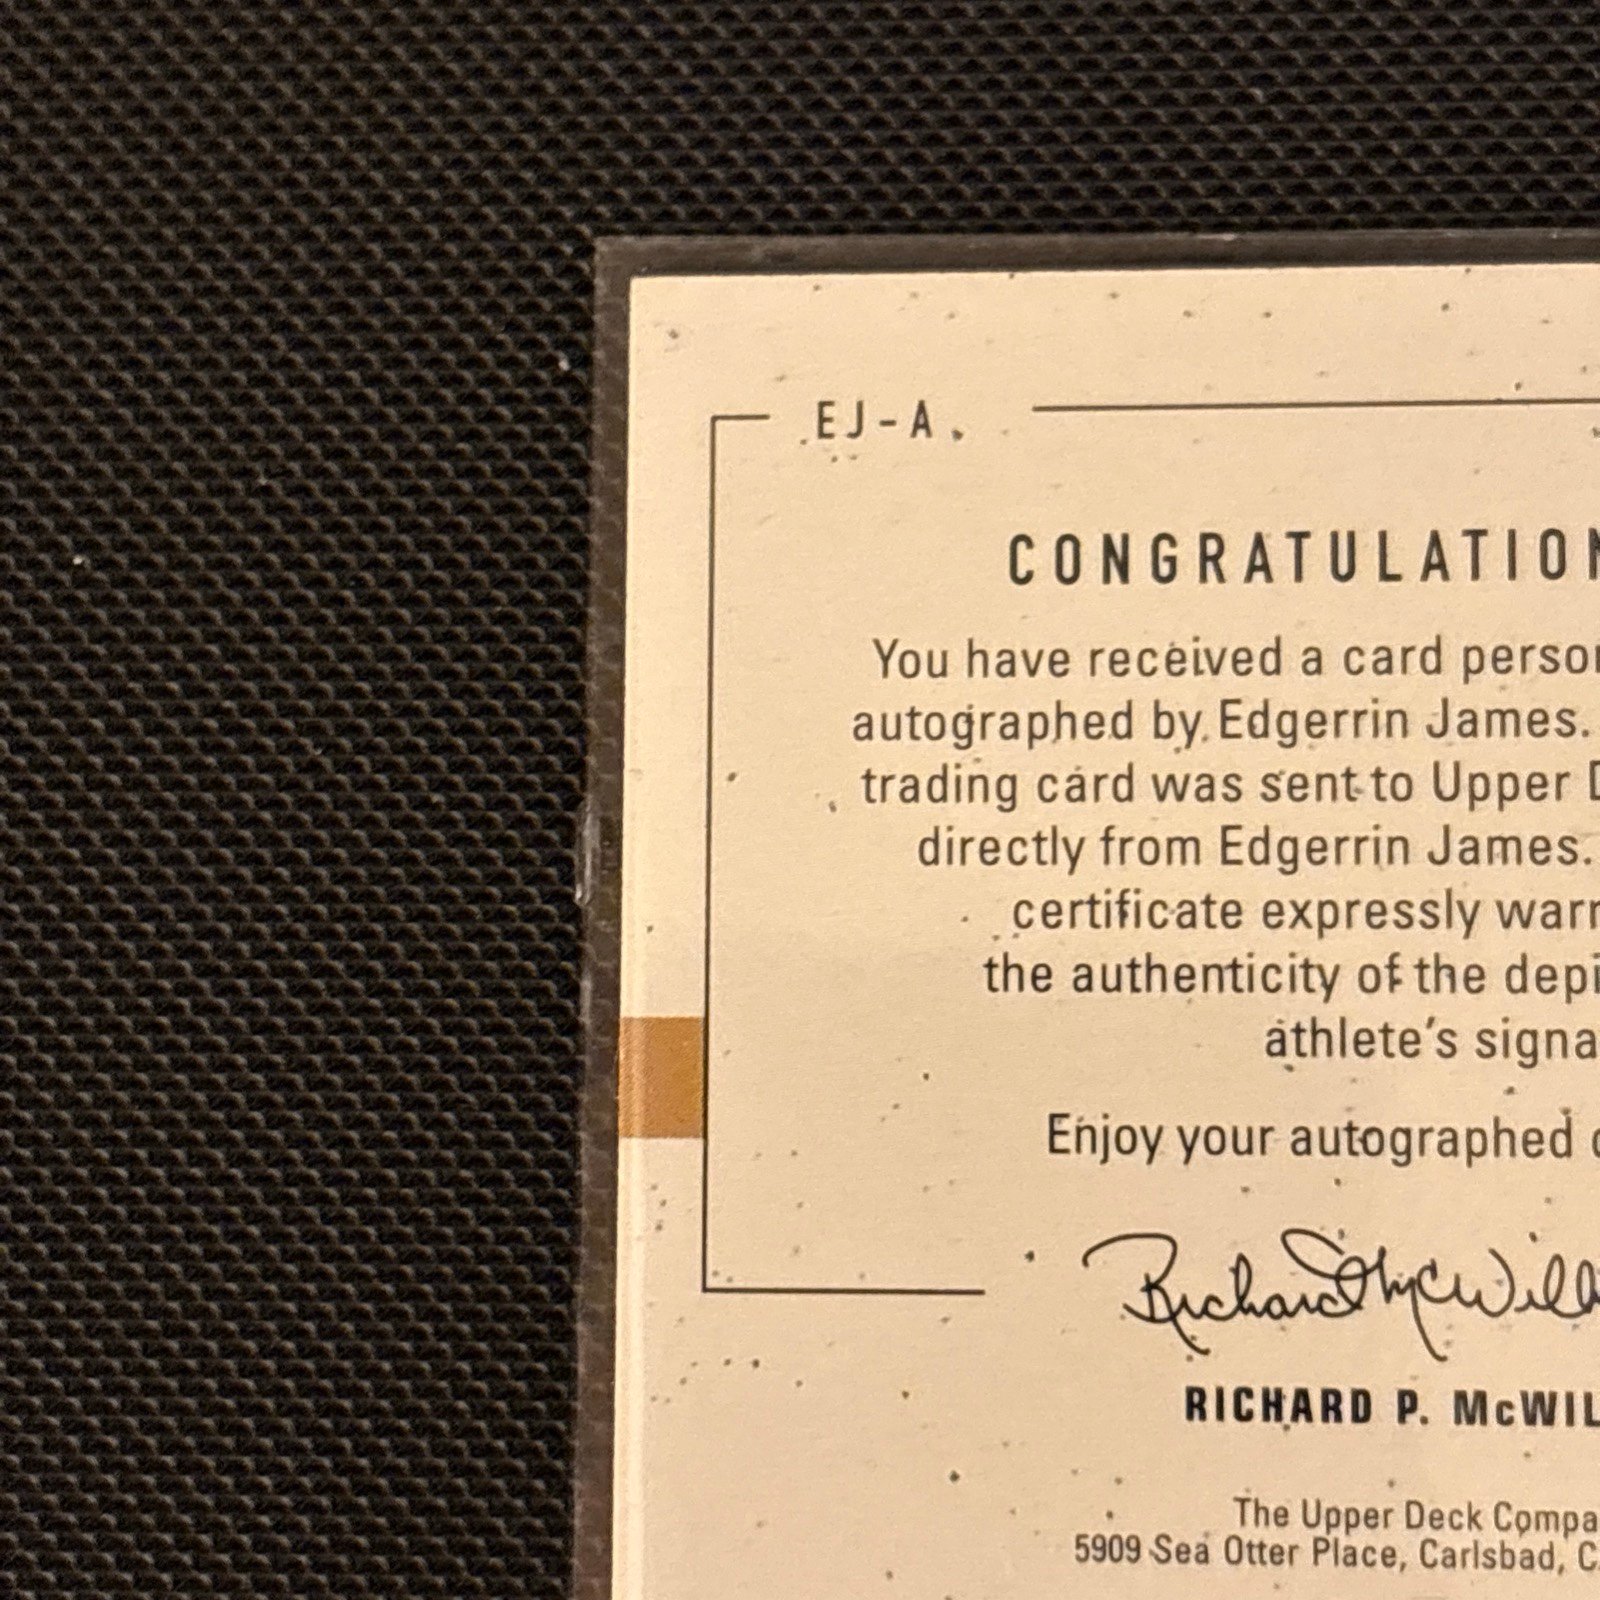 EJ-A
CONGRATULATION
You have received a card person
autographed by Edgerrin James.
trading card was sent to Upper D
directly from Edgerrin James.
certificate expressly warr
the authenticity of the depi
athlete's signa
Enjoy your autographed c
Richard P. McWilli
RICHARD P. McWIL
The Upper Deck Compa
5909 Sea Otter Place, Carlsbad, C